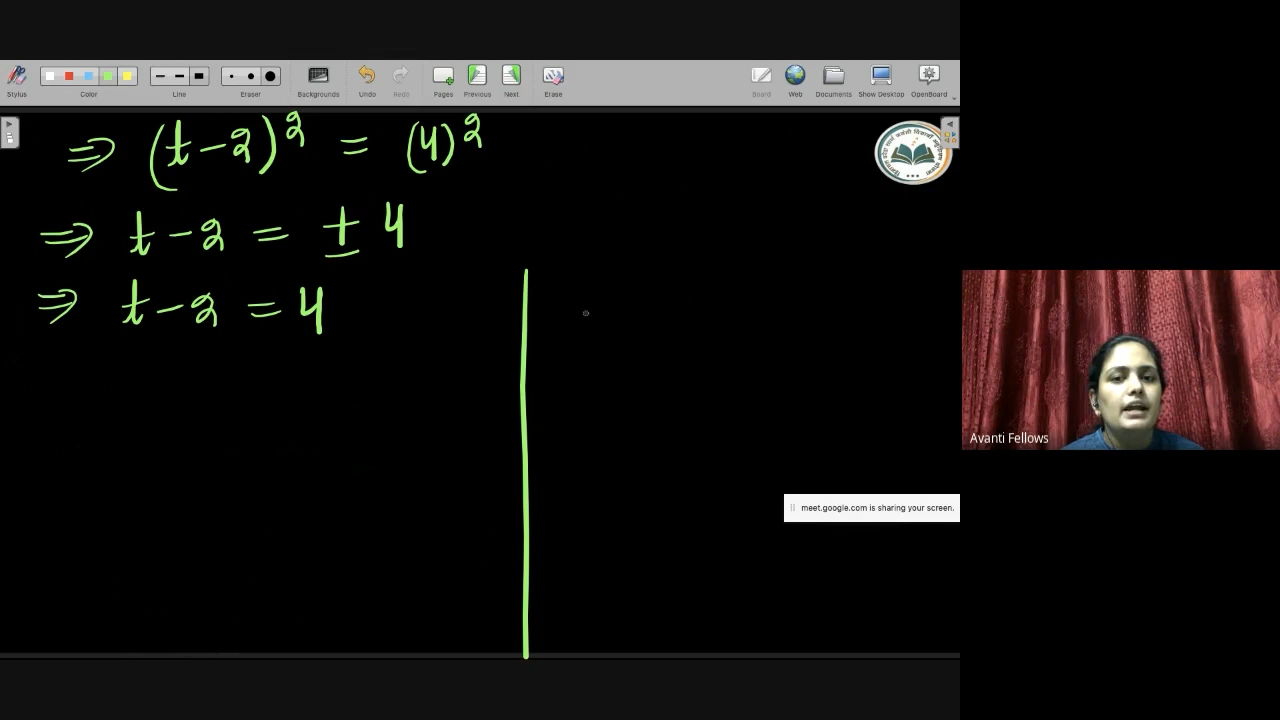 Stylus Color Line Eraser Backgrounds Undo Redo Pages Previous Next Erase Board Web Documents Show Desktop OpenBoard
⇒ (t-2)² = (4)²
⇒ t-2 = ± 4
⇒ t-2 = 4
Avanti Fellows
meet.google.com is sharing your screen.